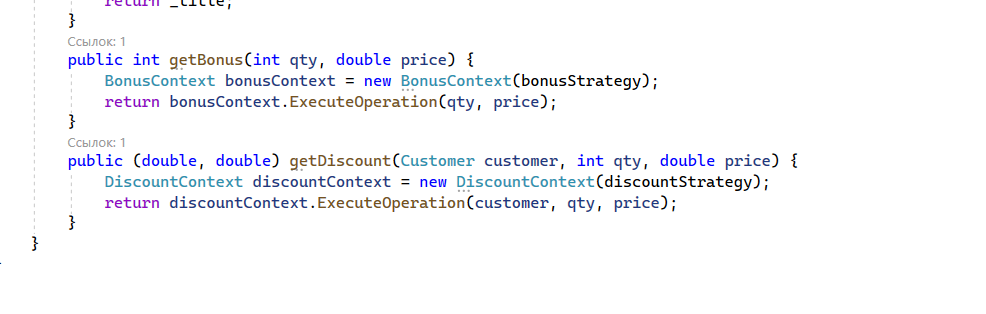 return _title;
}
Ссылок: 1
public int getBonus(int qty, double price) {
BonusContext bonusContext = new BonusContext(bonusStrategy);
return bonusContext.ExecuteOperation(qty, price);
}
Ссылок: 1
public (double, double) getDiscount(Customer customer, int qty, double price) {
DiscountContext discountContext = new DiscountContext(discountStrategy);
return discountContext.ExecuteOperation(customer, qty, price);
}
}